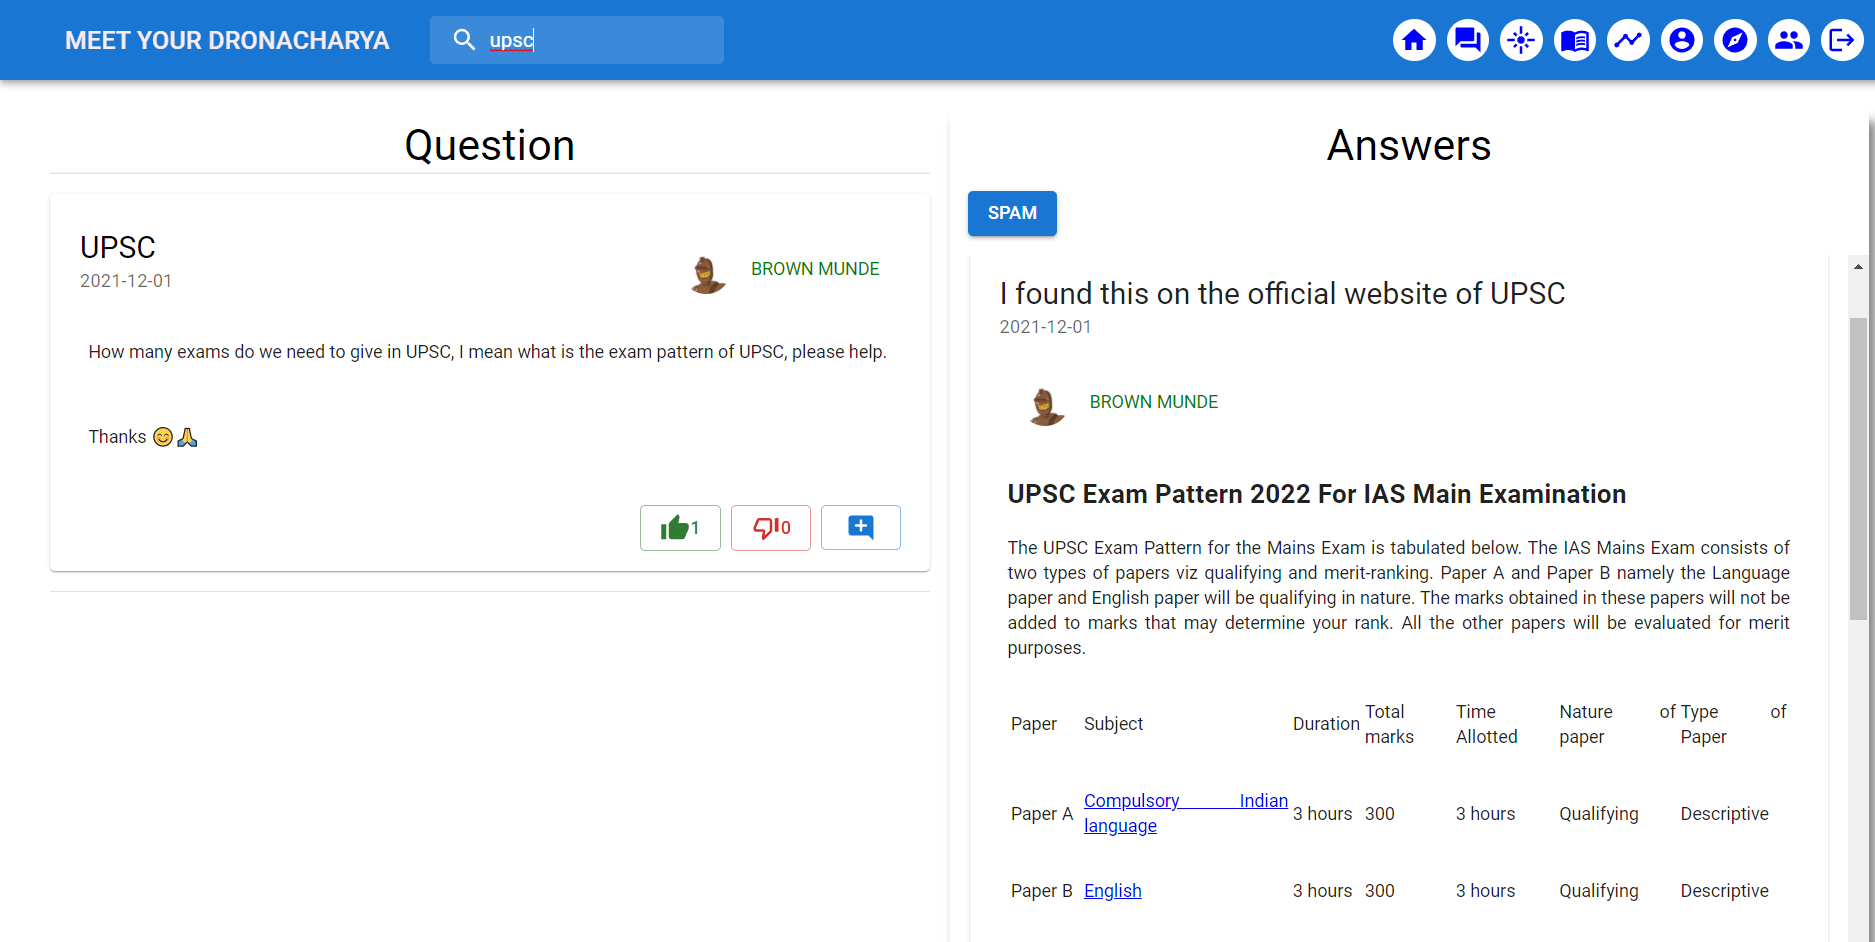 MEET YOUR DRONACHARYA
upsc
Question
UPSC
2021-12-01
BROWN MUNDE
How many exams do we need to give in UPSC, I mean what is the exam pattern of UPSC, please help.
Thanks 😊🙏
1
0
Answers
SPAM
I found this on the official website of UPSC
2021-12-01
BROWN MUNDE
UPSC Exam Pattern 2022 For IAS Main Examination
The UPSC Exam Pattern for the Mains Exam is tabulated below. The IAS Mains Exam consists of
two types of papers viz qualifying and merit-ranking. Paper A and Paper B namely the Language
paper and English paper will be qualifying in nature. The marks obtained in these papers will not be
added to marks that may determine your rank. All the other papers will be evaluated for merit
purposes.
Paper Subject Duration Total marks Time Allotted Nature of paper Type of Paper
Paper A Compulsory Indian language 3 hours 300 3 hours Qualifying Descriptive
Paper B English 3 hours 300 3 hours Qualifying Descriptive